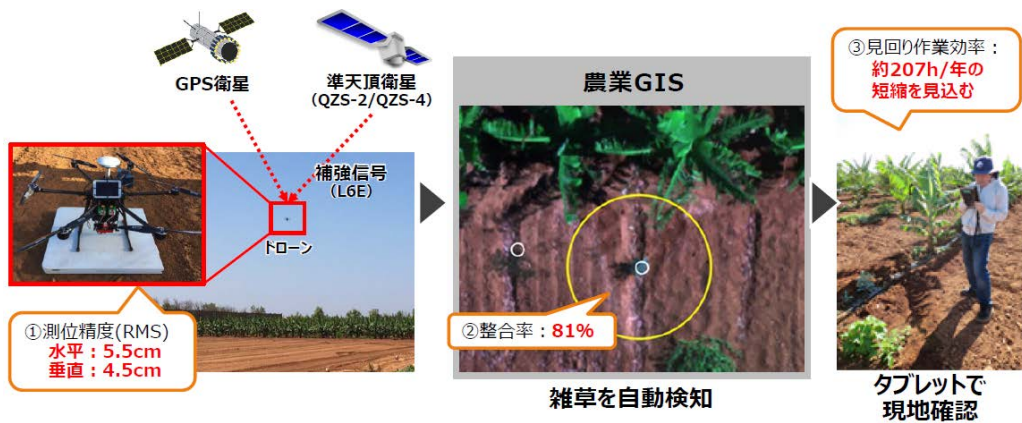 GPS衛星
準天頂衛星
(QZS-2/QZS-4)
補強信号
(L6E)
ドローン
①測位精度(RMS)
水平：5.5cm
垂直：4.5cm
農業GIS
②整合率：81%
雑草を自動検知
③見回り作業効率：
約207h/年の
短縮を見込む
タブレットで
現地確認